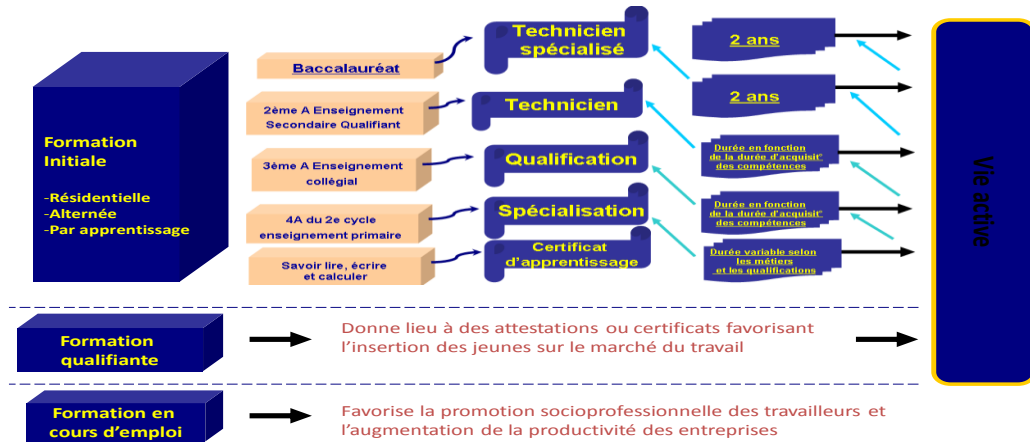 Formation
Initiale
-Résidentielle
-Alternée
-Par apprentissage
Baccalauréat
Technicien
spécialisé
2 ans
2ème A Enseignement
Secondaire Qualifiant
Technicien
2 ans
3ème A Enseignement
collégial
Qualification
Durée en fonction
de la durée d'acquisit°
des compétences
4A du 2e cycle
enseignement primaire
Spécialisation
Durée en fonction
de la durée d'acquisit°
des compétences
Savoir lire, écrire
et calculer
Certificat
d'apprentissage
Durée variable selon
les métiers
et les qualifications
Vie active
Formation
qualifiante
Donne lieu à des attestations ou certificats favorisant
l'insertion des jeunes sur le marché du travail
Formation en
cours d'emploi
Favorise la promotion socioprofessionnelle des travailleurs et
l'augmentation de la productivité des entreprises